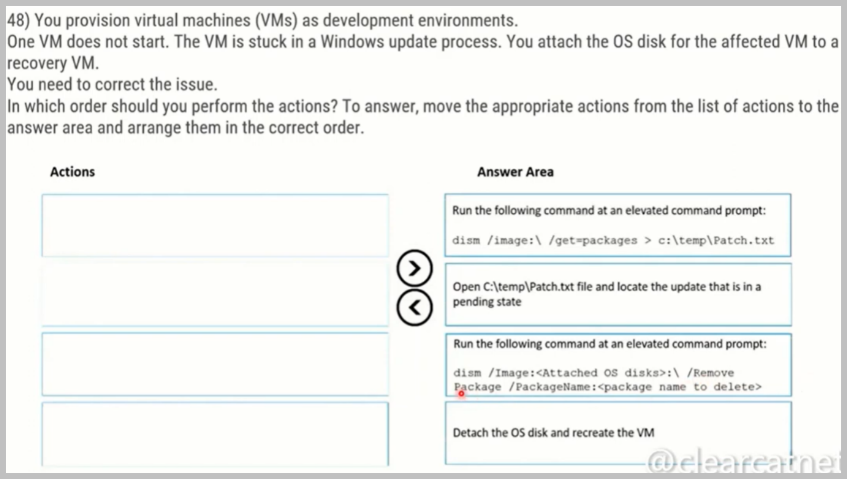 48) You provision virtual machines (VMs) as development environments.
One VM does not start. The VM is stuck in a Windows update process. You attach the OS disk for the affected VM to a
recovery VM.
You need to correct the issue.
In which order should you perform the actions? To answer, move the appropriate actions from the list of actions to the
answer area and arrange them in the correct order.
Actions
Answer Area
Run the following command at an elevated command prompt:
dism /image:\ /get=packages > c:\temp\Patch.txt
Open C:\temp\Patch.txt file and locate the update that is in a
pending state
Run the following command at an elevated command prompt:
dism /Image:<Attached OS disks>:\ /Remove
Package /PackageName:<package name to delete>
Detach the OS disk and recreate the VM
@clearcatnet